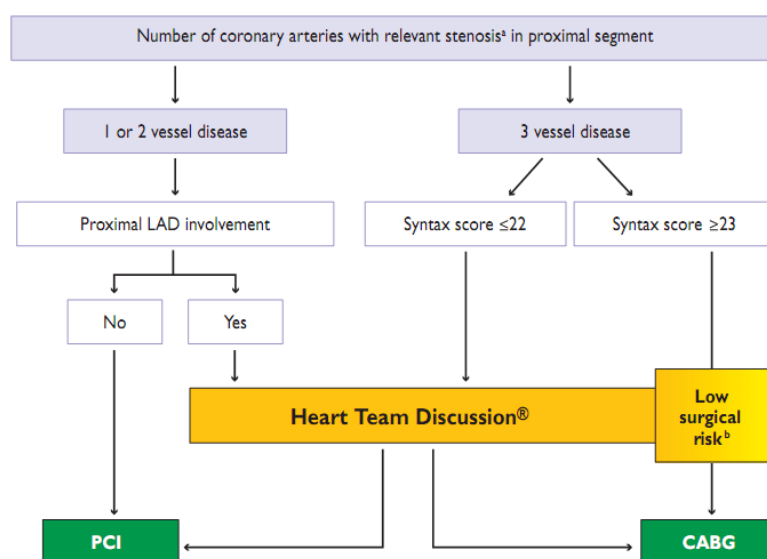 Number of coronary arteries with relevant stenosisᵃ in proximal segment
1 or 2 vessel disease
3 vessel disease
Proximal LAD involvement
Syntax score ≤22
Syntax score ≥23
No
Yes
Heart Team Discussion®
Low
surgical
riskᵇ
PCI
CABG